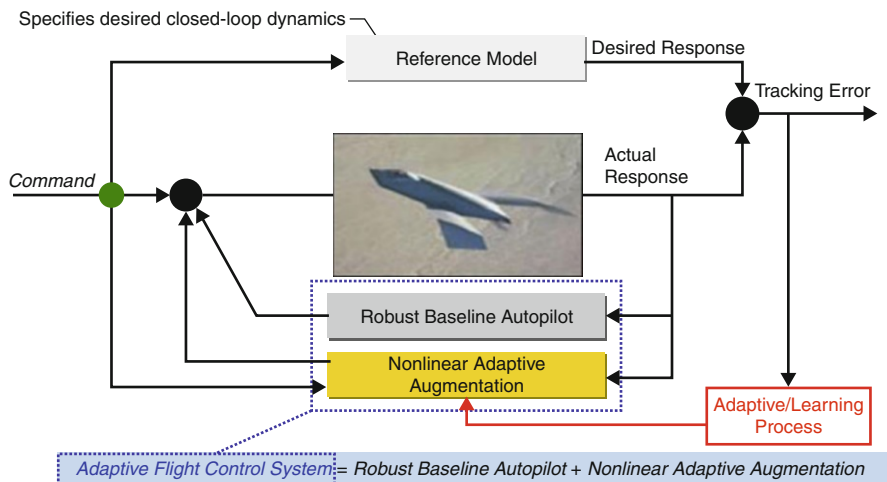 Specifies desired closed-loop dynamics
Reference Model
Desired Response
Tracking Error
Command
Actual
Response
Robust Baseline Autopilot
Nonlinear Adaptive
Augmentation
Adaptive/Learning
Process
Adaptive Flight Control System = Robust Baseline Autopilot + Nonlinear Adaptive Augmentation